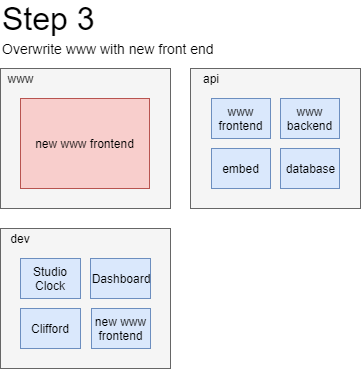 Step 3
Overwrite www with new front end
www
new www frontend
api
www
frontend
www
backend
embed
database
dev
Studio
Clock
Dashboard
Clifford
new www
frontend